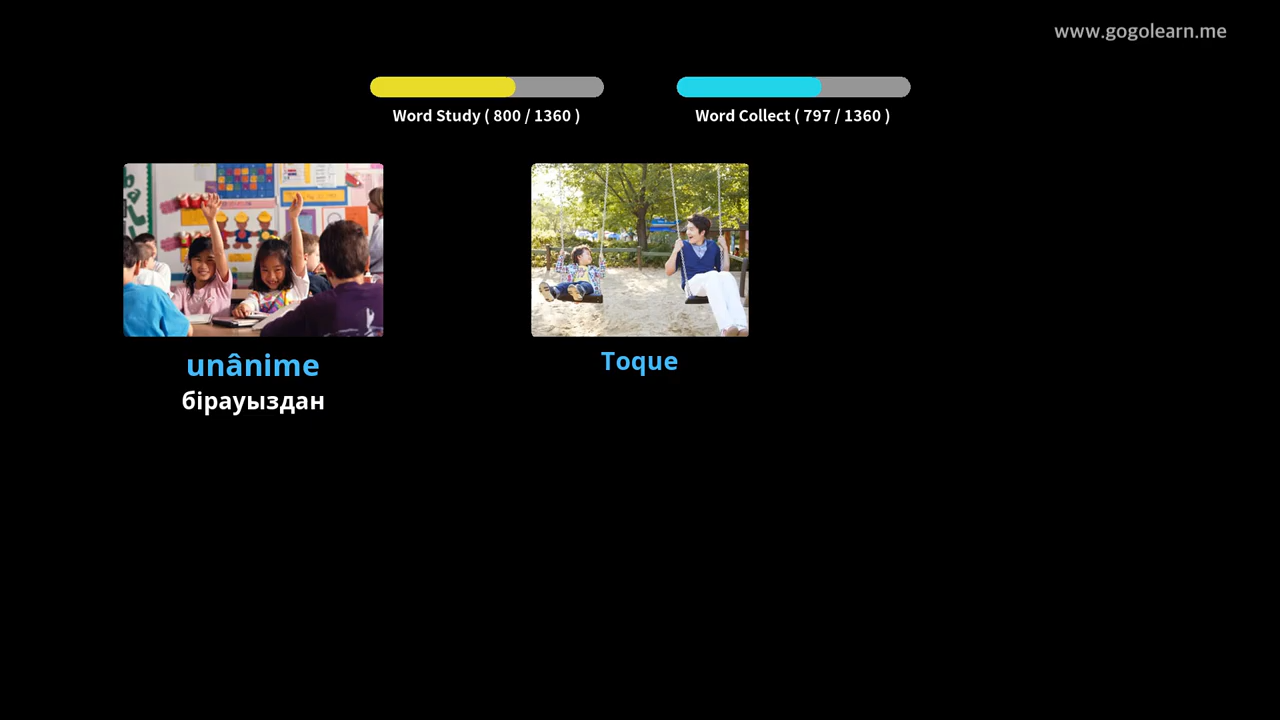 www.gogolearn.me
Word Study ( 800 / 1360 )
Word Collect ( 797 / 1360 )
unânime
бірауыздан
Toque